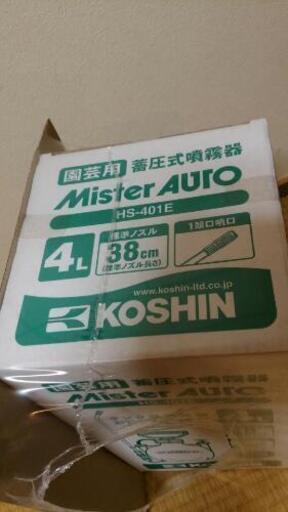 園芸用 蓄圧式噴霧器
Mister AUTO
HS-401E
4L
標準ノズル
38cm
(標準ノズル長さ)
1頭口噴口
www.koshin-ltd.co.jp
KOSHIN
園芸用 蓄圧式噴霧器
Mister AUTO